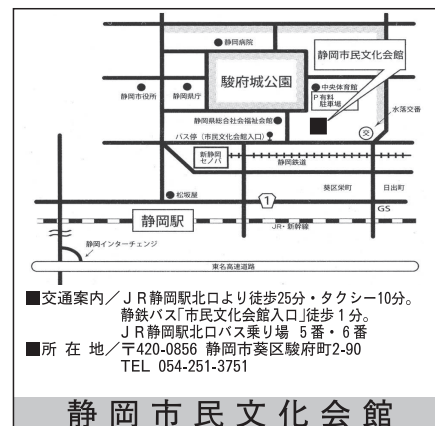 静岡病院
静岡市民文化会館
駿府城公園
静岡市役所
静岡県庁
中央体育館
P 有料
駐車場
水落交番
静岡県総合社会福祉会館
交
バス停（市民文化会館入口）
新静岡
セノバ
静岡鉄道
葵区栄町
日出町
松坂屋
1
GS
静岡駅
JR・新幹線
静岡インターチェンジ
東名高速道路
■交通案内／ＪＲ静岡駅北口より徒歩25分・タクシー10分。
静鉄バス「市民文化会館入口」徒歩１分。
ＪＲ静岡駅北口バス乗り場 ５番・６番
■所 在 地／〒420-0856 静岡市葵区駿府町2-90
TEL 054-251-3751
静岡市民文化会館